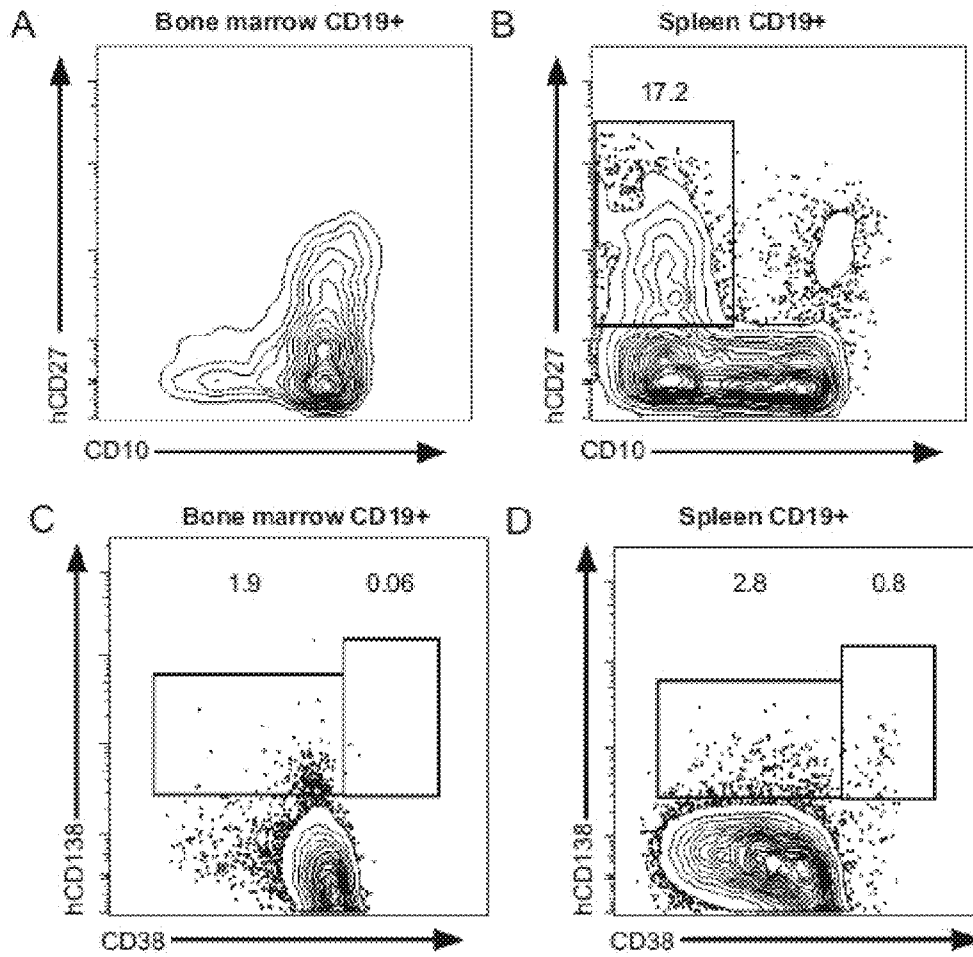 A
Bone marrow CD19+
hCD27
CD10
B
Spleen CD19+
17.2
hCD27
CD10
C
Bone marrow CD19+
1.9
0.06
hCD138
CD38
D
Spleen CD19+
2.8
0.8
hCD138
CD38